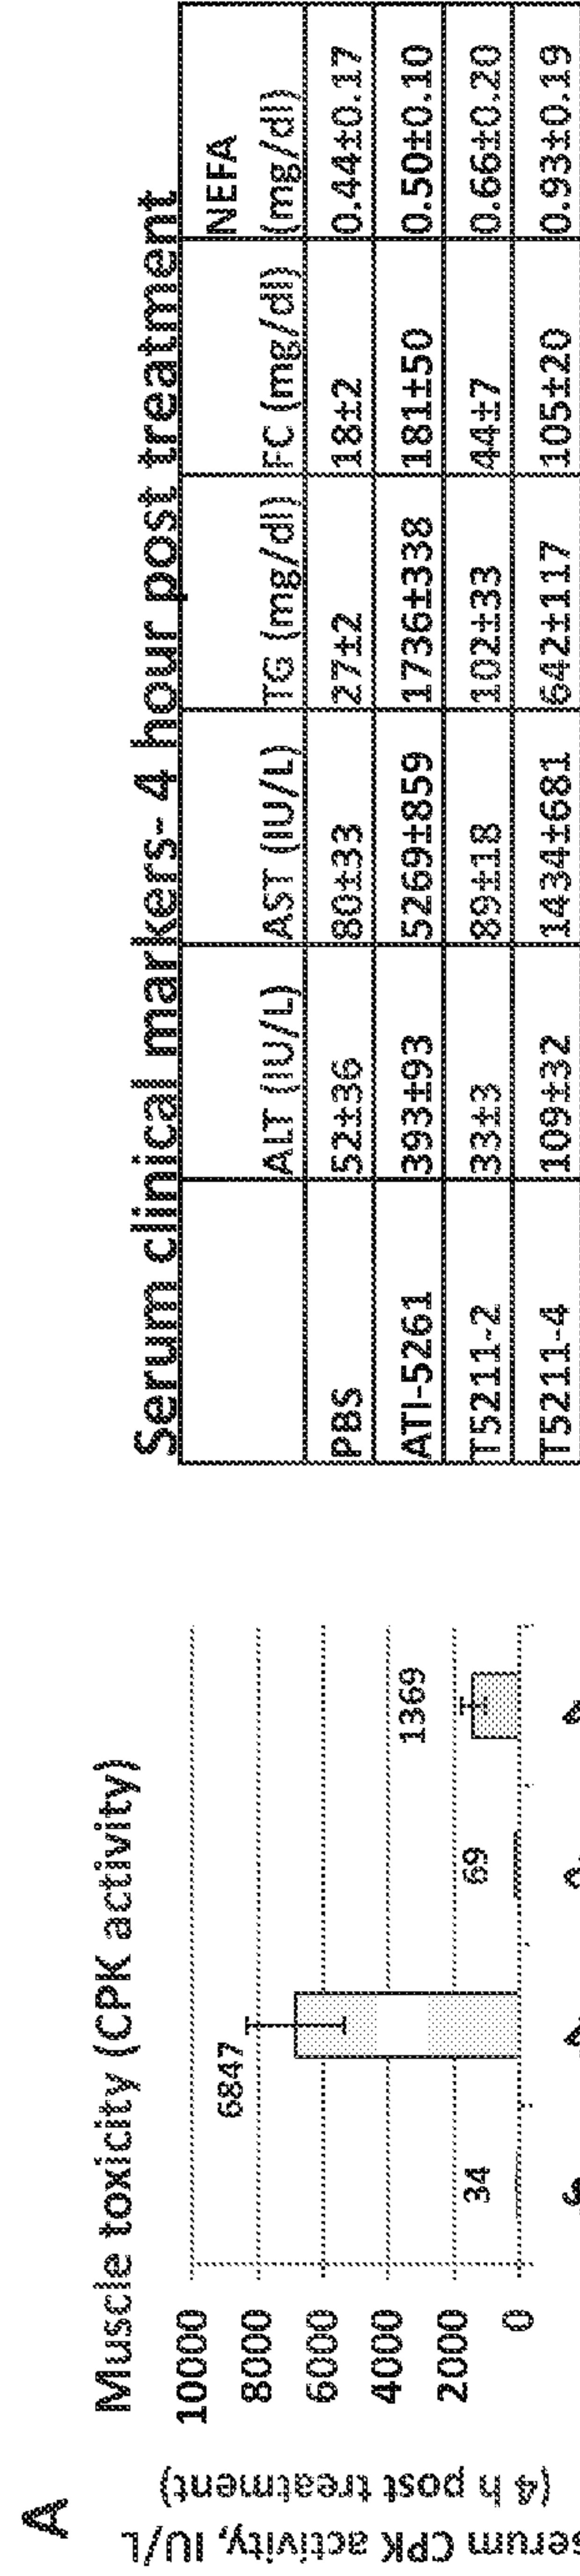 A
Muscle toxicity (CPK activity)
serum CPK activity, IU/L
(4 h post treatment)
10000
8000
6000
4000
2000
0
34
6847
69
1369
Serum clinical markers- 4 hour post treatment
ALT (IU/L) AST (IU/L) TG (mg/dl) FC (mg/dl) NEFA (mg/dl)
PBS 52±36 80±33 27±2 18±2 0.44±0.17
ATI-5261 393±93 5269±859 1736±338 181±50 0.50±0.10
T5211-2 33±3 89±18 102±33 44±7 0.66±0.20
T5211-4 109±32 1434±681 642±117 105±20 0.93±0.19